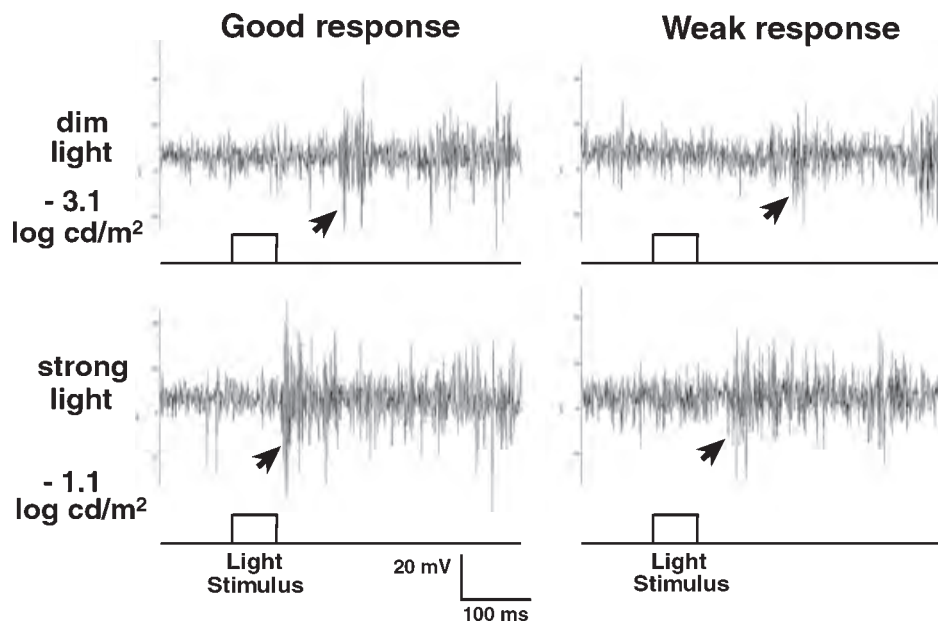 Good response
Weak response
dim
light
- 3.1
log cd/m²
strong
light
- 1.1
log cd/m²
Light
Stimulus
20 mV
100 ms
Light
Stimulus